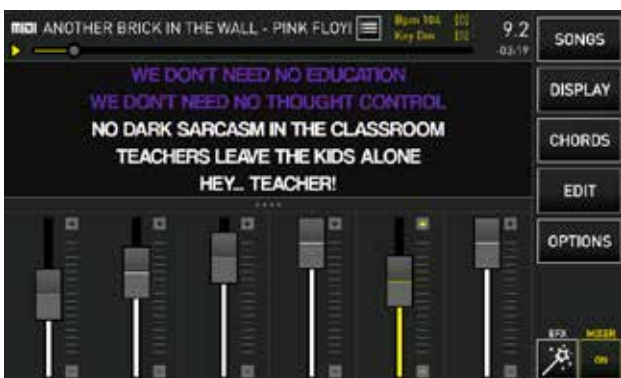 MIDI ANOTHER BRICK IN THE WALL - PINK FLOY
Bpm 104 [0]
Key Dm [0]
9.2
-03:19
WE DON'T NEED NO EDUCATION
WE DON'T NEED NO THOUGHT CONTROL
NO DARK SARCASM IN THE CLASSROOM
TEACHERS LEAVE THE KIDS ALONE
HEY... TEACHER!
SONGS
DISPLAY
CHORDS
EDIT
OPTIONS
EFX MIXER
ON